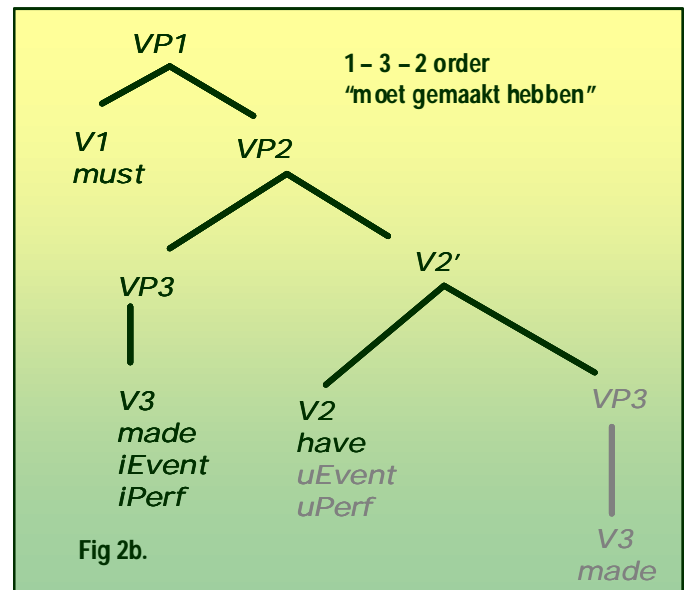 VP1
1 – 3 – 2 order
“moet gemaakt hebben”
V1
must
VP2
V2'
VP3
V3
made
iEvent
iPerf
V2
have
uEvent
uPerf
VP3
V3
made
Fig 2b.